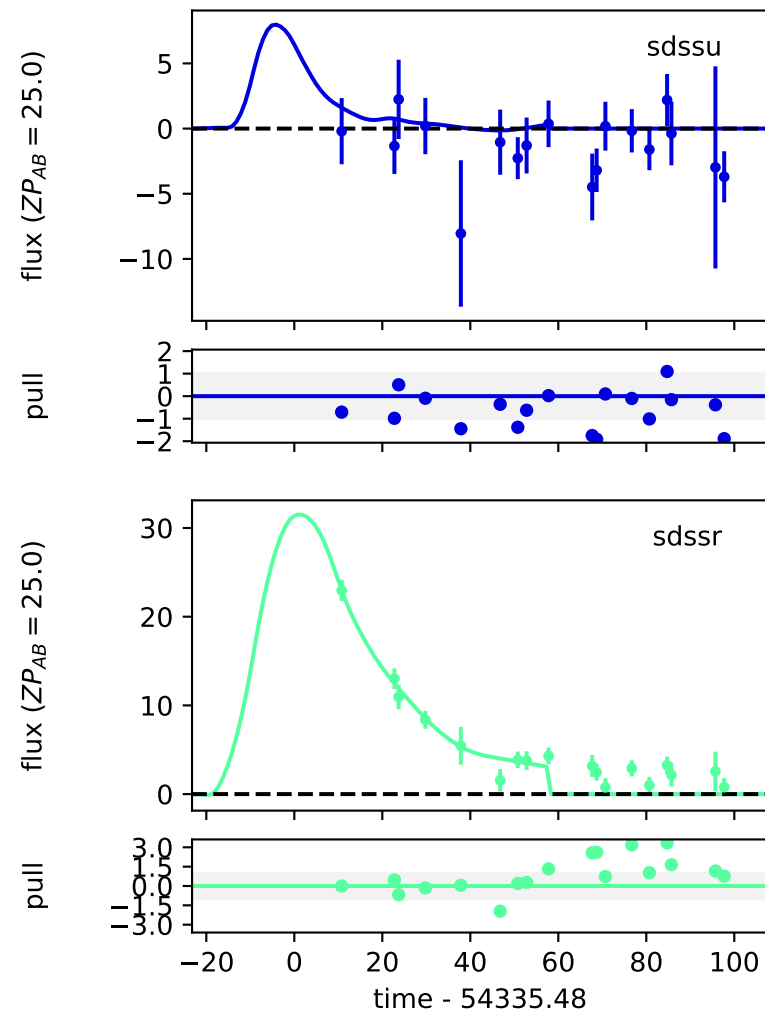 sdssu
flux (ZP_AB = 25.0)
5
0
−5
−10
pull
2
1
0
−1
−2
sdssr
flux (ZP_AB = 25.0)
30
20
10
0
pull
3.0
1.5
0.0
−1.5
−3.0
−20 0 20 40 60 80 100
time - 54335.48